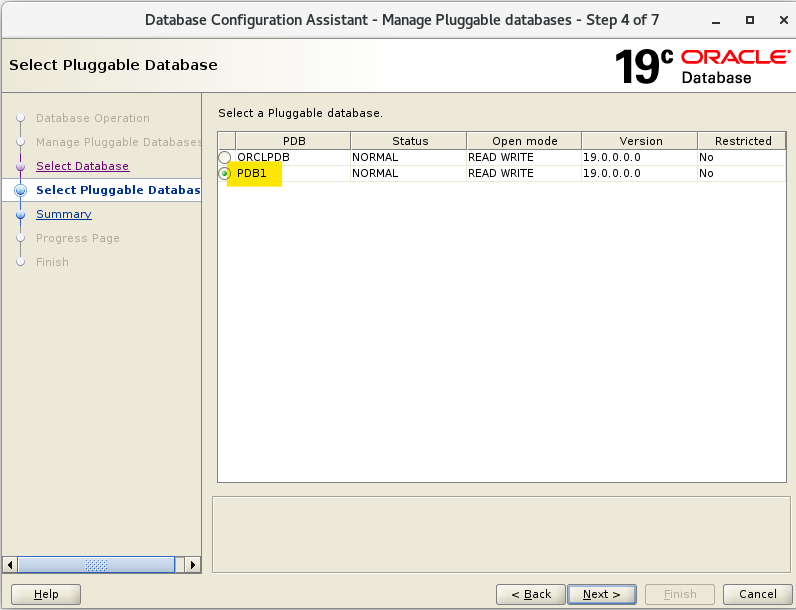 Database Configuration Assistant - Manage Pluggable databases - Step 4 of 7
Select Pluggable Database
19c ORACLE
Database
Database Operation
Manage Pluggable Databases
Select Database
Select Pluggable Databas
Summary
Progress Page
Finish
Select a Pluggable database.
PDB Status Open mode Version Restricted
ORCLPDB NORMAL READ WRITE 19.0.0.0.0 No
PDB1 NORMAL READ WRITE 19.0.0.0.0 No
Help < Back Next > Finish Cancel